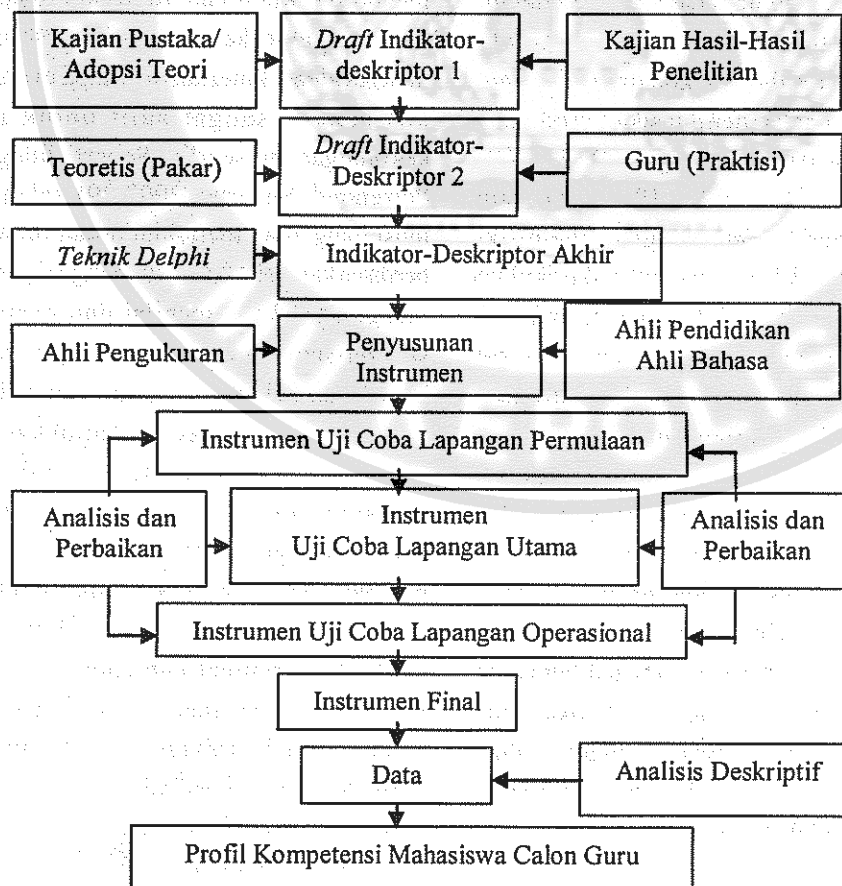 Kajian Pustaka/
Adopsi Teori
Draft Indikator-
deskriptor 1
Kajian Hasil-Hasil
Penelitian
Teoretis (Pakar)
Draft Indikator-
Deskriptor 2
Guru (Praktisi)
Teknik Delphi
Indikator-Deskriptor Akhir
Ahli Pengukuran
Penyusunan
Instrumen
Ahli Pendidikan
Ahli Bahasa
Instrumen Uji Coba Lapangan Permulaan
Analisis dan
Perbaikan
Instrumen
Uji Coba Lapangan Utama
Analisis dan
Perbaikan
Instrumen Uji Coba Lapangan Operasional
Instrumen Final
Data
Analisis Deskriptif
Profil Kompetensi Mahasiswa Calon Guru